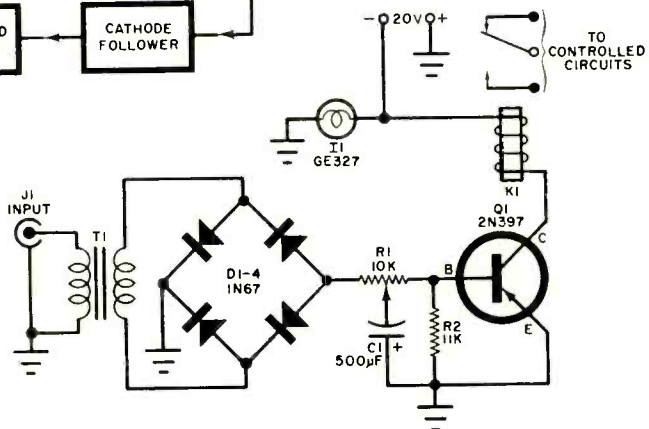 D
CATHODE
FOLLOWER
- 20V +
TO
CONTROLLED
CIRCUITS
I1
GE327
K1
J1
INPUT
T1
D1-4
1N67
R1
10K
Q1
2N397
B
C
E
R2
11K
C1 +
500µF